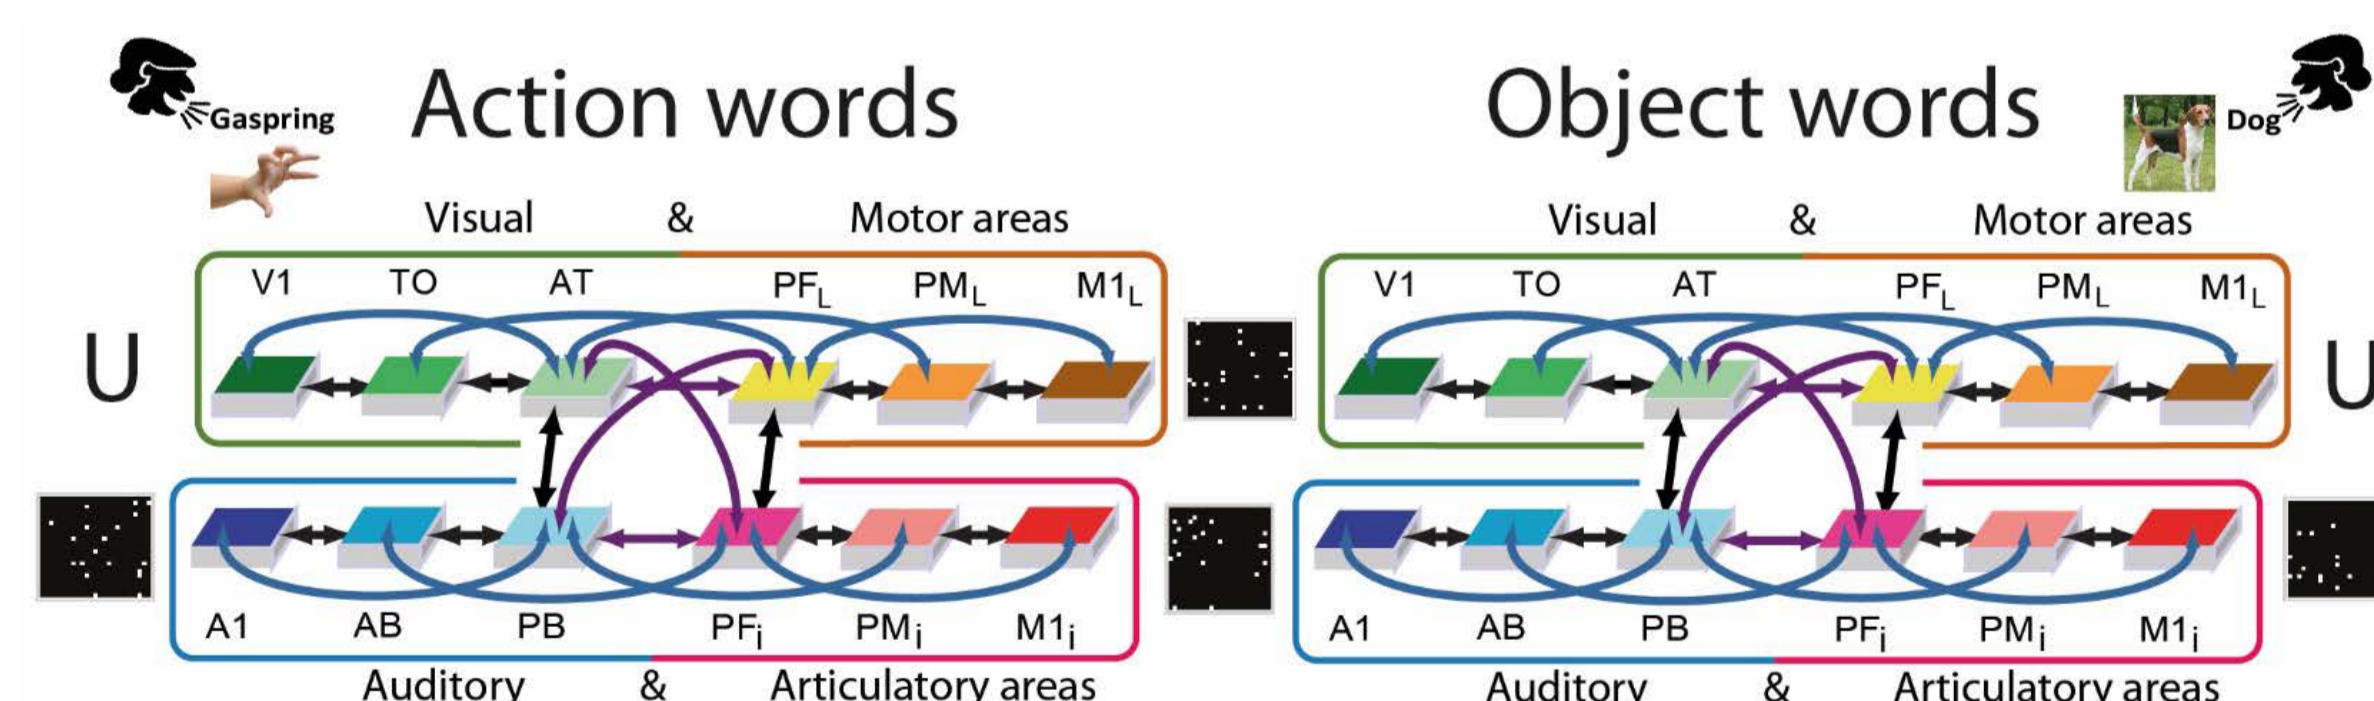 Action words
Object words
Gaspring
Dog
Visual & Motor areas
Visual & Motor areas
V1 TO AT PFL PML M1L
V1 TO AT PFL PML M1L
U
U
A1 AB PB PFi PMi M1i
A1 AB PB PFi PMi M1i
Auditory & Articulatory areas
Auditory & Articulatory areas